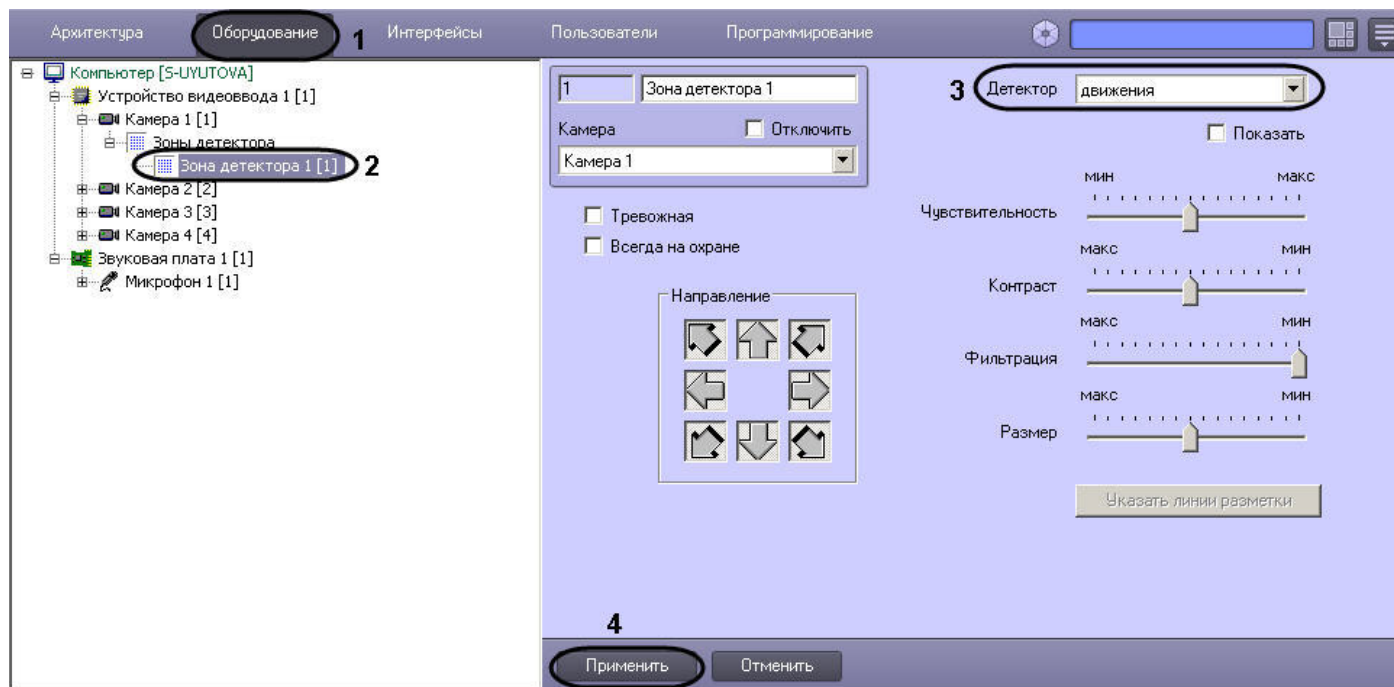 Архитектура Оборудование 1 Интерфейсы Пользователи Программирование
Компьютер [S-UYUTOVA]
Устройство видеоввода 1 [1]
Камера 1 [1]
Зоны детектора
Зона детектора 1 [1] 2
Камера 2 [2]
Камера 3 [3]
Камера 4 [4]
Звуковая плата 1 [1]
Микрофон 1 [1]
1 Зона детектора 1
Камера Отключить
Камера 1
Тревожная
Всегда на охране
Направление
3 Детектор движения
Показать
мин макс
Чувствительность
макс мин
Контраст
макс мин
Фильтрация
макс мин
Размер
Указать линии разметки
4
Применить Отменить